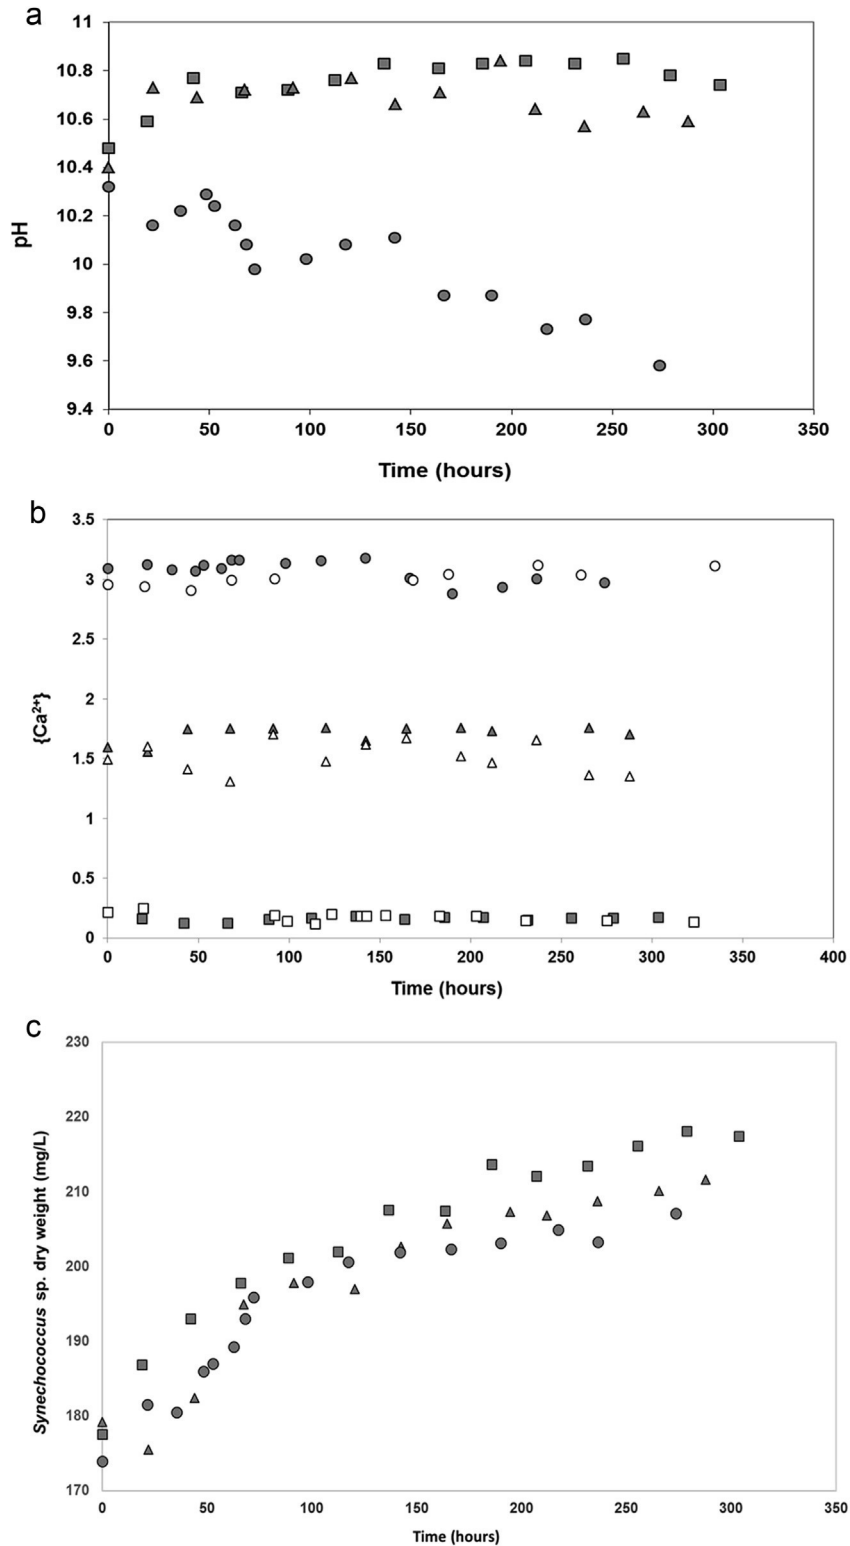 a
11
10.8
10.6
10.4
10.2
10
9.8
9.6
9.4
pH
0 50 100 150 200 250 300 350
Time (hours)
b
3.5
3
2.5
2
1.5
1
0.5
0
{Ca²⁺}
0 50 100 150 200 250 300 350 400
Time (hours)
c
230
220
210
200
190
180
170
Synechococcus sp. dry weight (mg/L)
0 50 100 150 200 250 300 350
Time (hours)